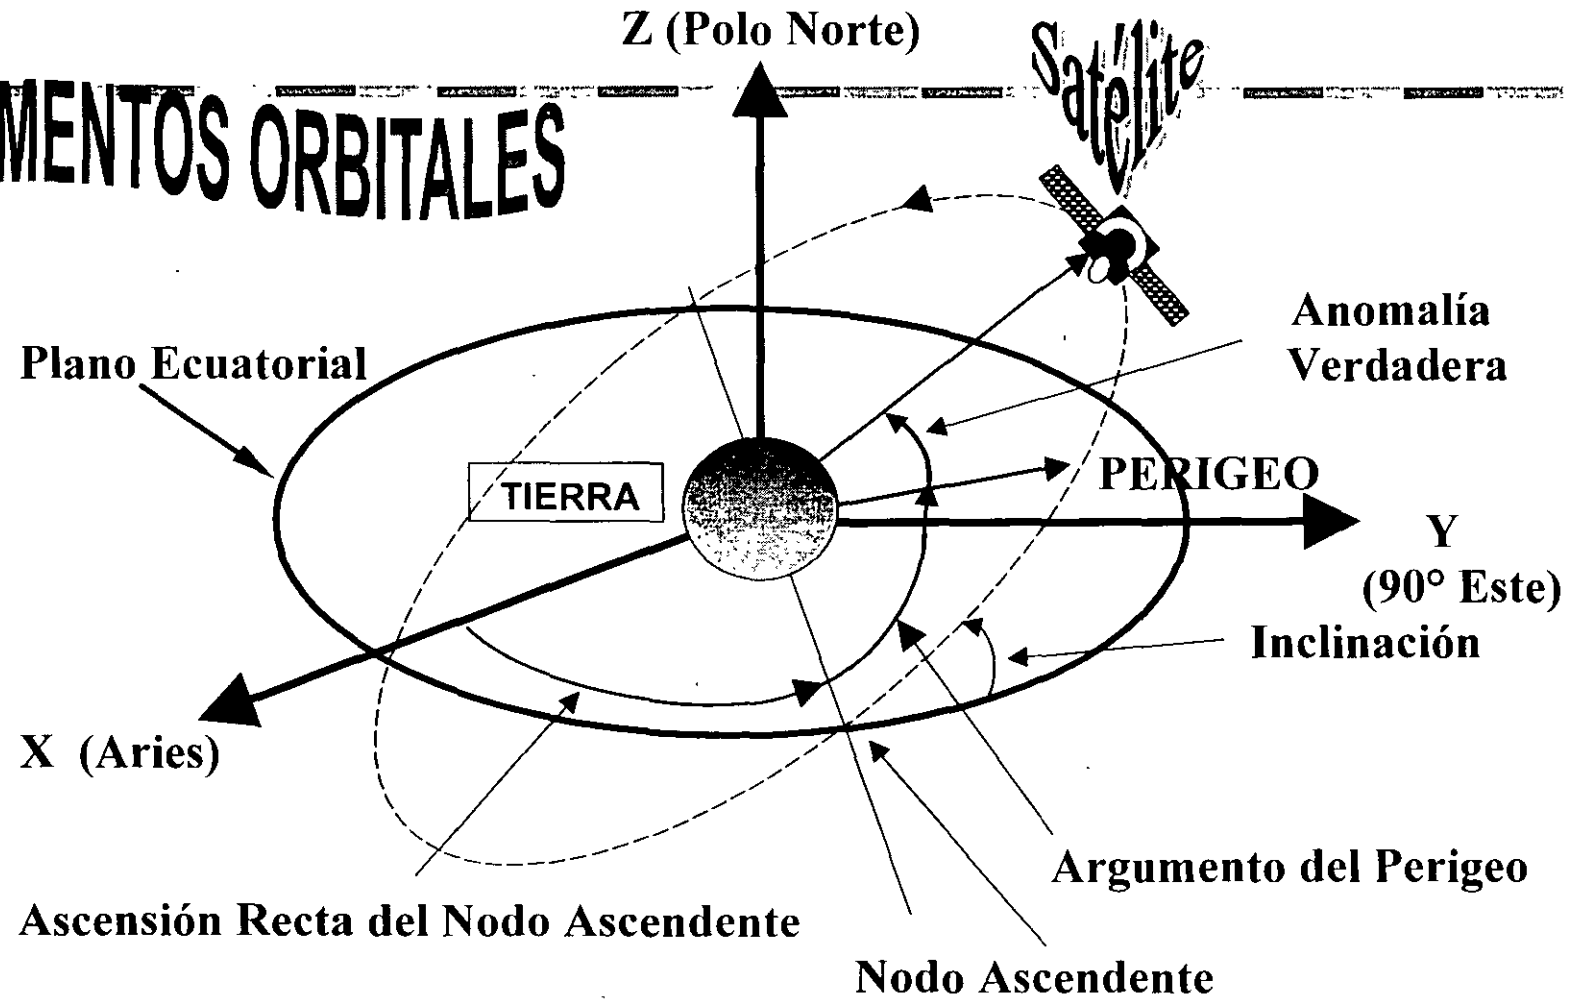 Z (Polo Norte)
Satélite
MENTOS ORBITALES
Anomalía
Verdadera
Plano Ecuatorial
PERIGEO
TIERRA
Y
(90° Este)
Inclinación
X (Aries)
Argumento del Perigeo
Ascensión Recta del Nodo Ascendente
Nodo Ascendente